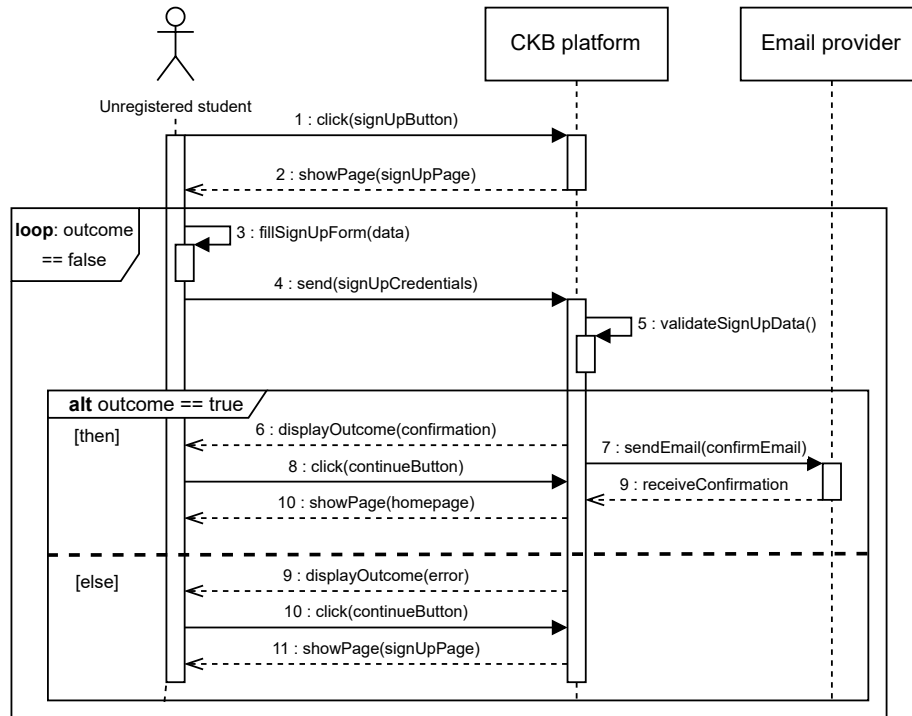 CKB platform
Email provider
Unregistered student
1 : click(signUpButton)
2 : showPage(signUpPage)
loop: outcome
== false
3 : fillSignUpForm(data)
4 : send(signUpCredentials)
5 : validateSignUpData()
alt outcome == true
[then]
6 : displayOutcome(confirmation)
7 : sendEmail(confirmEmail)
8 : click(continueButton)
9 : receiveConfirmation
10 : showPage(homepage)
[else]
9 : displayOutcome(error)
10 : click(continueButton)
11 : showPage(signUpPage)